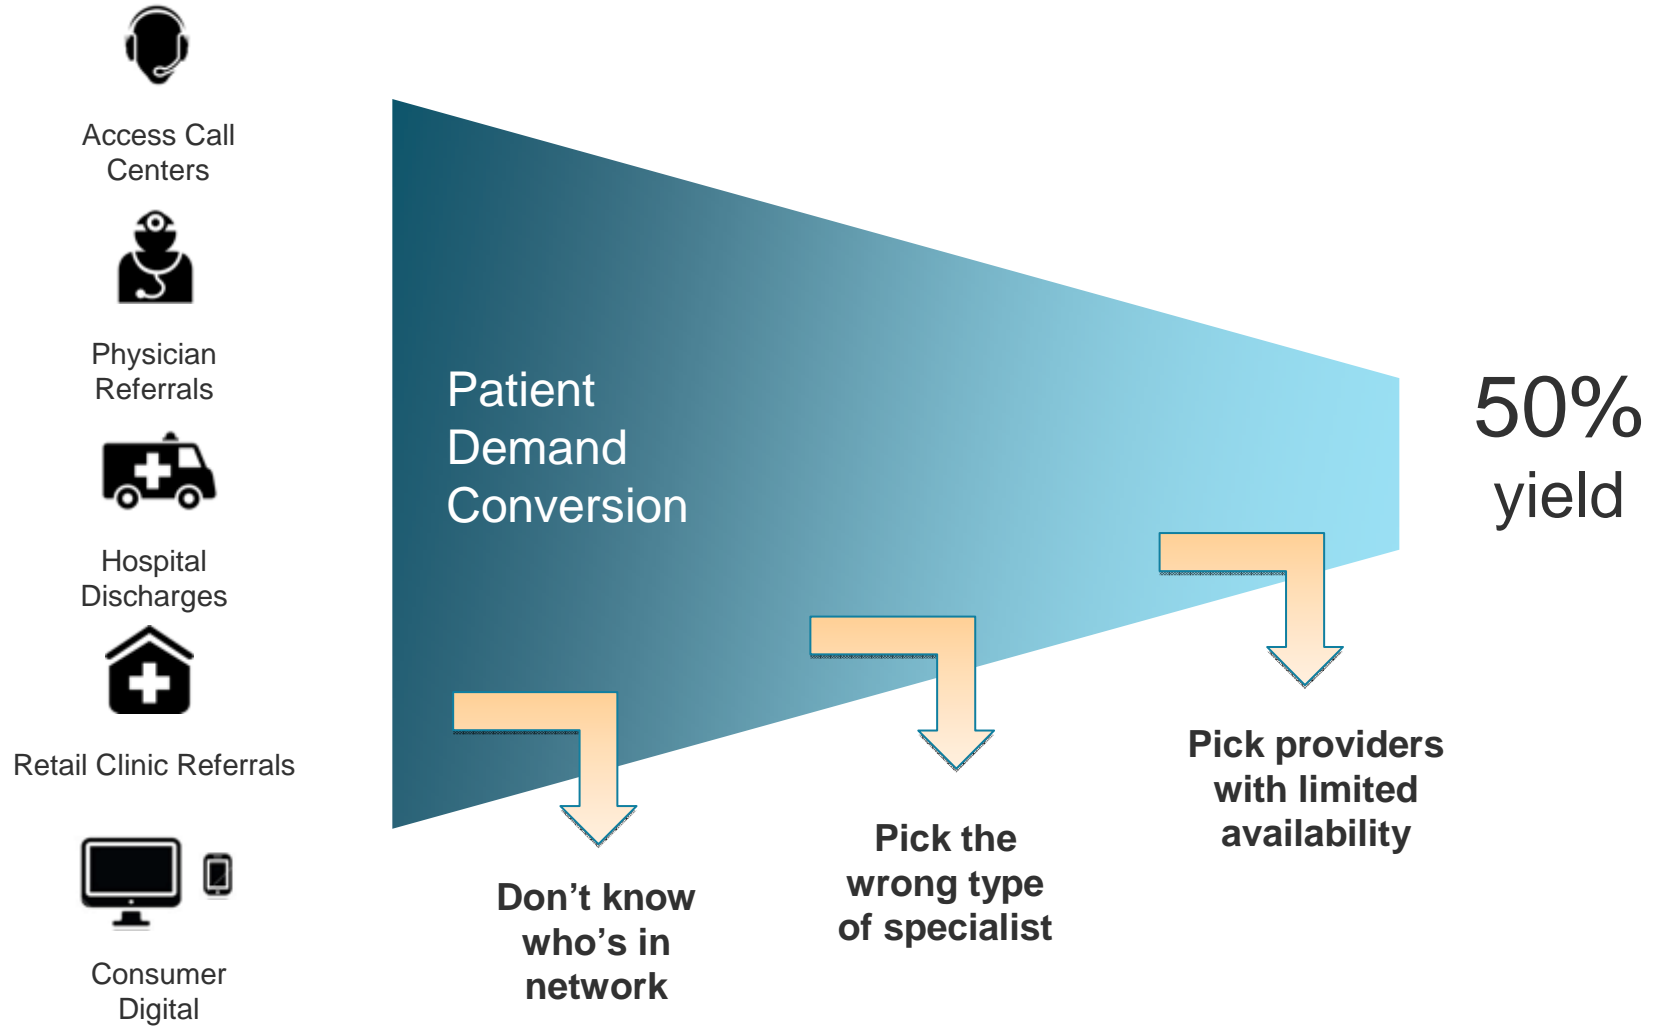 Access Call
Centers
Physician
Referrals
Hospital
Discharges
Retail Clinic Referrals
Consumer
Digital
Patient
Demand
Conversion
Don’t know
who’s in
network
Pick the
wrong type
of specialist
Pick providers
with limited
availability
50%
yield